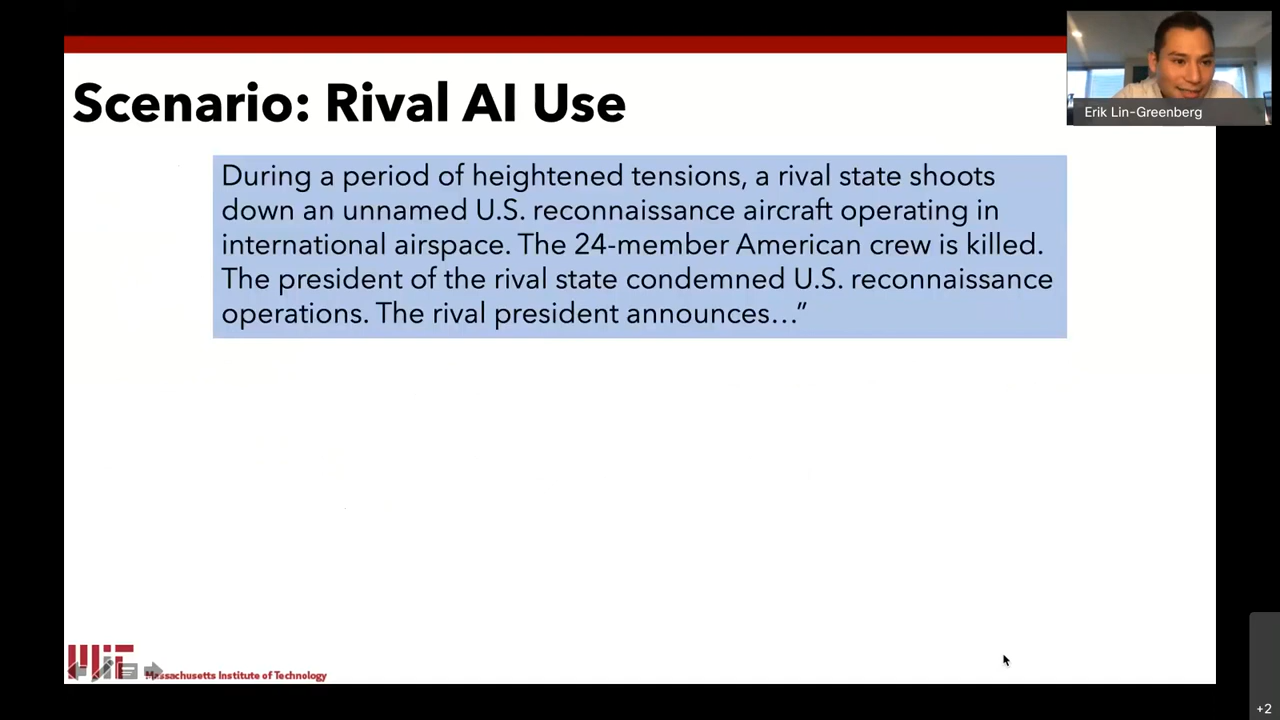 Scenario: Rival AI Use
Erik Lin-Greenberg
During a period of heightened tensions, a rival state shoots
down an unnamed U.S. reconnaissance aircraft operating in
international airspace. The 24-member American crew is killed.
The president of the rival state condemned U.S. reconnaissance
operations. The rival president announces…”
Massachusetts Institute of Technology
+2